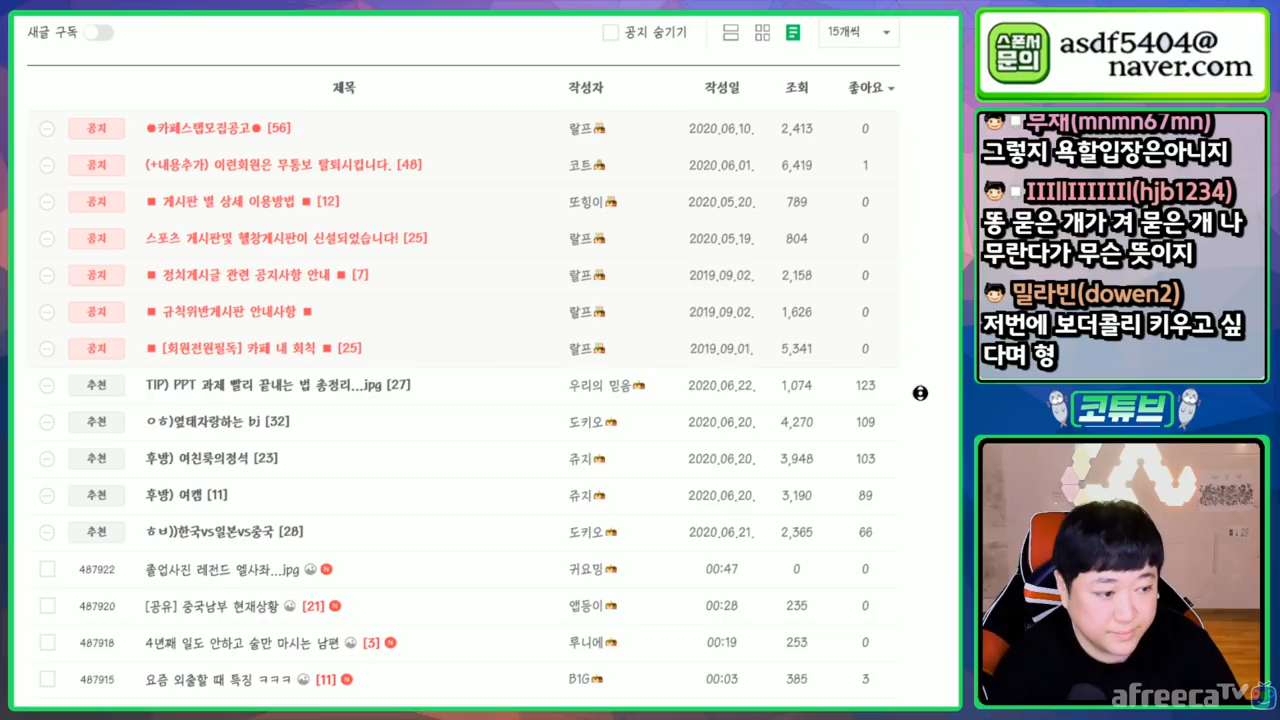 새글 구독
공지 숨기기
15개씩
제목 작성자 작성일 조회 좋아요
공지 ●카페스탭모집공고● [56] 랄프 2020.06.10. 2,413 0
공지 (+내용추가) 이런회원은 무통보 탈퇴시킵니다. [48] 코트 2020.06.01. 6,419 1
공지 ■ 게시판 별 상세 이용방법 ■ [12] 또힝이 2020.05.20. 789 0
공지 스포츠 게시판및 헬창게시판이 신설되었습니다! [25] 랄프 2020.05.19. 804 0
공지 ■ 정치게시글 관련 공지사항 안내 ■ [7] 랄프 2019.09.02. 2,158 0
공지 ■ 규칙위반게시판 안내사항 ■ 랄프 2019.09.02. 1,626 0
공지 ■ [회원전원필독] 카페 내 회칙 ■ [25] 랄프 2019.09.01. 5,341 0
추천 TIP) PPT 과제 빨리 끝내는 법 총정리...jpg [27] 우리의 믿음 2020.06.22. 1,074 123
추천 ㅇㅎ)옆태자랑하는 bj [32] 도키오 2020.06.20. 4,270 109
추천 후방) 여친룩의정석 [23] 쥬지 2020.06.20. 3,948 103
추천 후방) 여캠 [11] 쥬지 2020.06.20. 3,190 89
추천 ㅎㅂ))한국vs일본vs중국 [28] 도키오 2020.06.21. 2,365 66
487922 졸업사진 레전드 엘사좌...jpg N 귀요밍 00:47 0 0
487920 [공유] 중국남부 현재상황 [21] N 앱등이 00:28 235 0
487918 4년째 일도 안하고 술만 마시는 남편 [3] N 루니에 00:19 253 0
487915 요즘 외출할 때 특징 ㅋㅋㅋ [11] N B1G 00:03 385 3
스폰서
문의
asdf5404@
naver.com
무재(mnmn67mn)
그렇지 욕할입장은아니지
IIIllIIIIIIl(hjb1234)
똥 묻은 개가 겨 묻은 개 나
무란다가 무슨 뜻이지
밀라빈(dowen2)
저번에 보더콜리 키우고 싶
다며 형
코튜브
afreecaTV